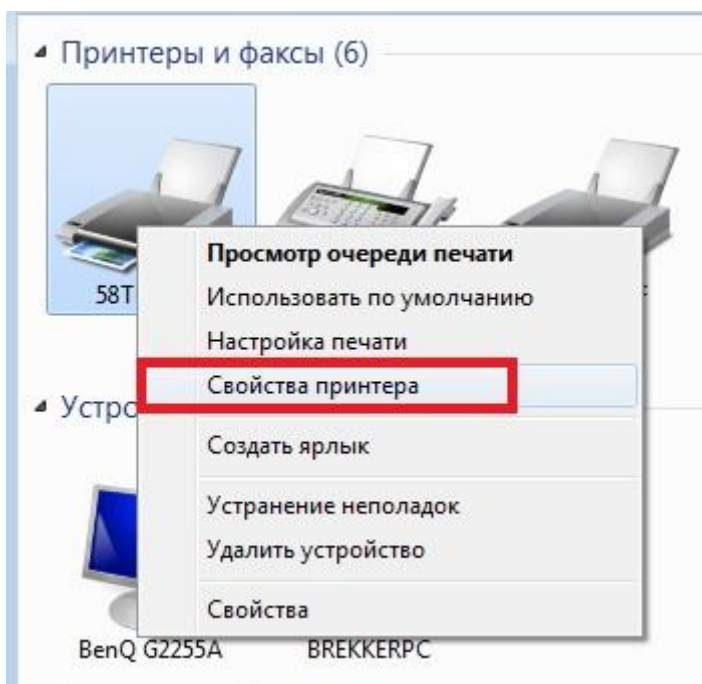 Принтеры и факсы (6)
Просмотр очереди печати
58T
Использовать по умолчанию
Настройка печати
Свойства принтера
Устро
Создать ярлык
Устранение неполадок
Удалить устройство
Свойства
BenQ G2255A
BREKKERPC